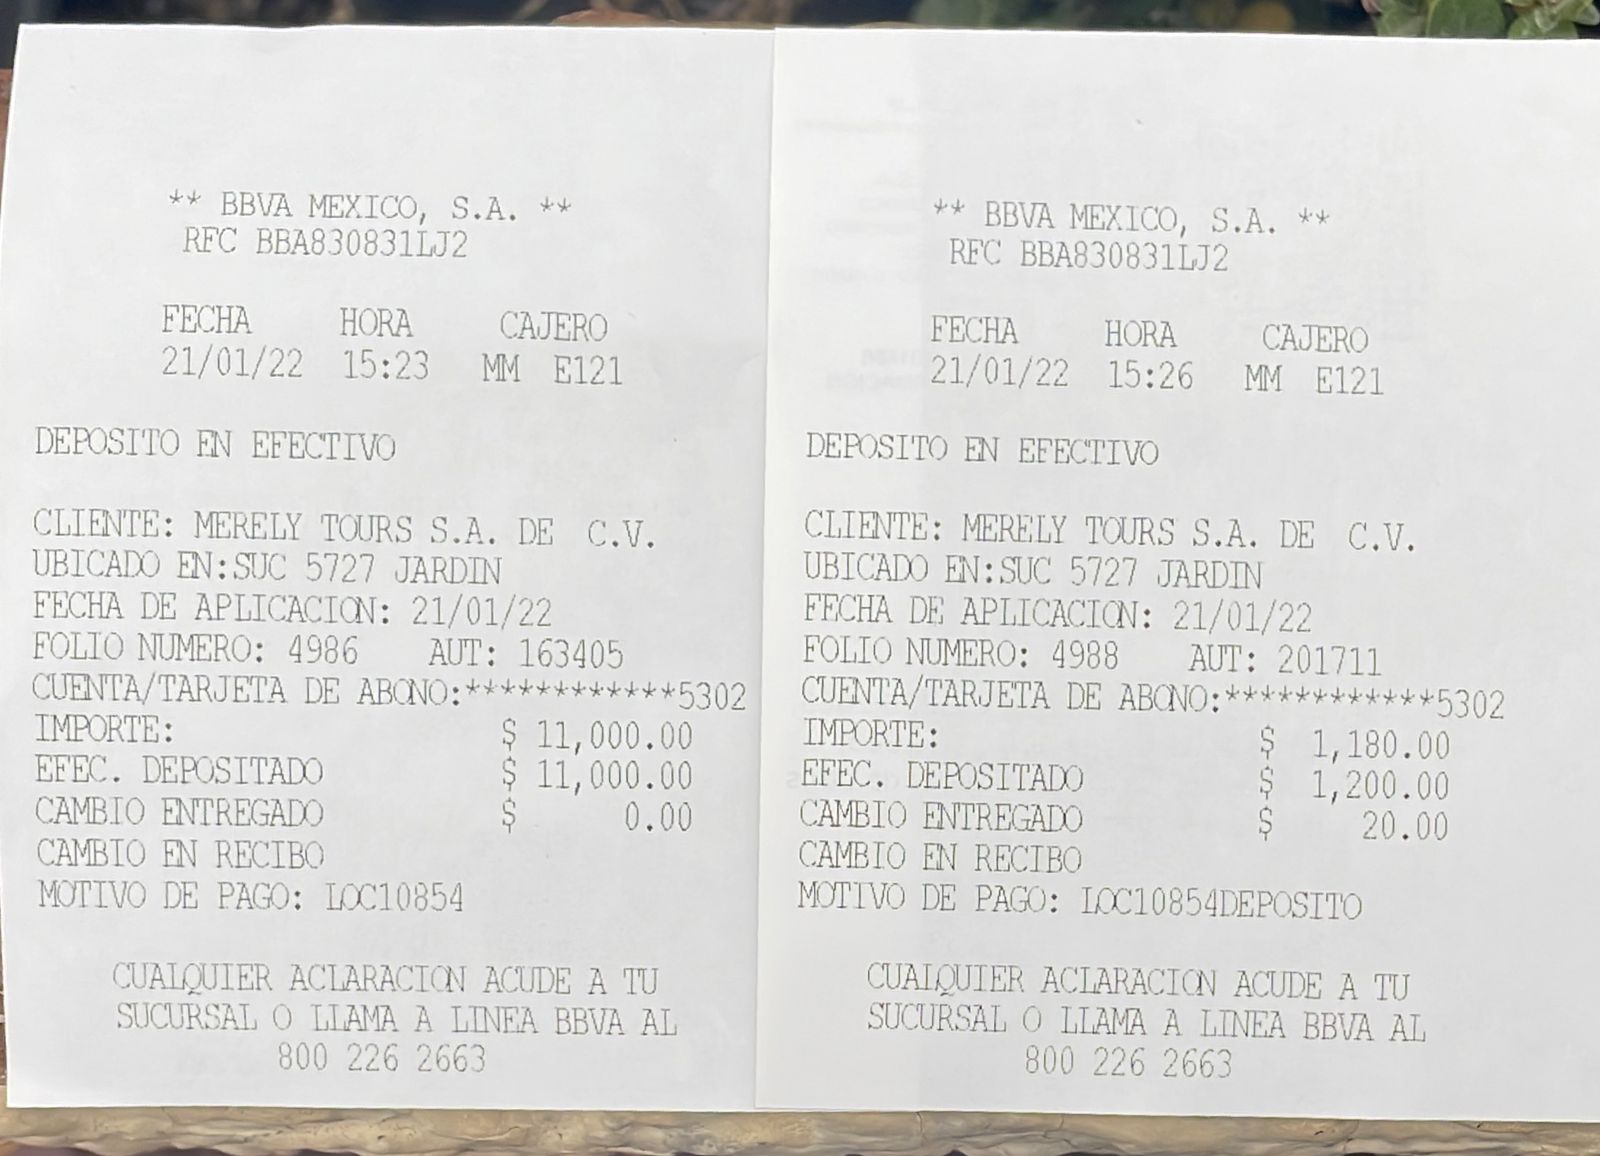 ** BBVA MEXICO, S.A. **
RFC BBA830831LJ2
FECHA HORA CAJERO
21/01/22 15:23 MM E121
DEPOSITO EN EFECTIVO
CLIENTE: MERELY TOURS S.A. DE C.V.
UBICADO EN:SUC 5727 JARDIN
FECHA DE APLICACION: 21/01/22
FOLIO NUMERO: 4986 AUT: 163405
CUENTA/TARJETA DE ABONO:************5302
IMPORTE: $ 11,000.00
EFEC. DEPOSITADO $ 11,000.00
CAMBIO ENTREGADO $ 0.00
CAMBIO EN RECIBO
MOTIVO DE PAGO: LOC10854
CUALQUIER ACLARACION ACUDE A TU
SUCURSAL O LLAMA A LINEA BBVA AL
800 226 2663
** BBVA MEXICO, S.A. **
RFC BBA830831LJ2
FECHA HORA CAJERO
21/01/22 15:26 MM E121
DEPOSITO EN EFECTIVO
CLIENTE: MERELY TOURS S.A. DE C.V.
UBICADO EN:SUC 5727 JARDIN
FECHA DE APLICACION: 21/01/22
FOLIO NUMERO: 4988 AUT: 201711
CUENTA/TARJETA DE ABONO:************5302
IMPORTE: $ 1,180.00
EFEC. DEPOSITADO $ 1,200.00
CAMBIO ENTREGADO $ 20.00
CAMBIO EN RECIBO
MOTIVO DE PAGO: LOC10854DEPOSITO
CUALQUIER ACLARACION ACUDE A TU
SUCURSAL O LLAMA A LINEA BBVA AL
800 226 2663